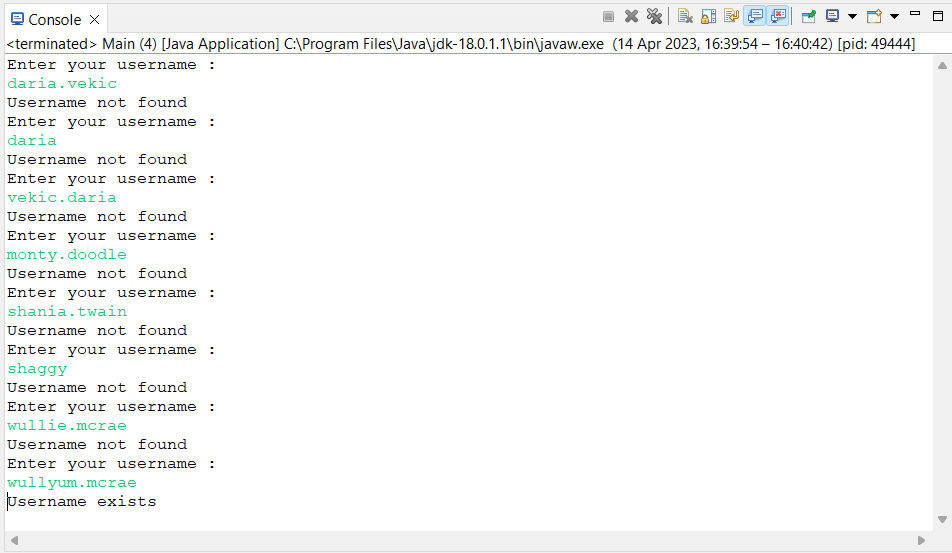 Console
<terminated> Main (4) [Java Application] C:\Program Files\Java\jdk-18.0.1.1\bin\javaw.exe (14 Apr 2023, 16:39:54 – 16:40:42) [pid: 49444]
Enter your username :
daria.vekic
Username not found
Enter your username :
daria
Username not found
Enter your username :
vekic.daria
Username not found
Enter your username :
monty.doodle
Username not found
Enter your username :
shania.twain
Username not found
Enter your username :
shaggy
Username not found
Enter your username :
wullie.mcrae
Username not found
Enter your username :
wullyum.mcrae
Username exists